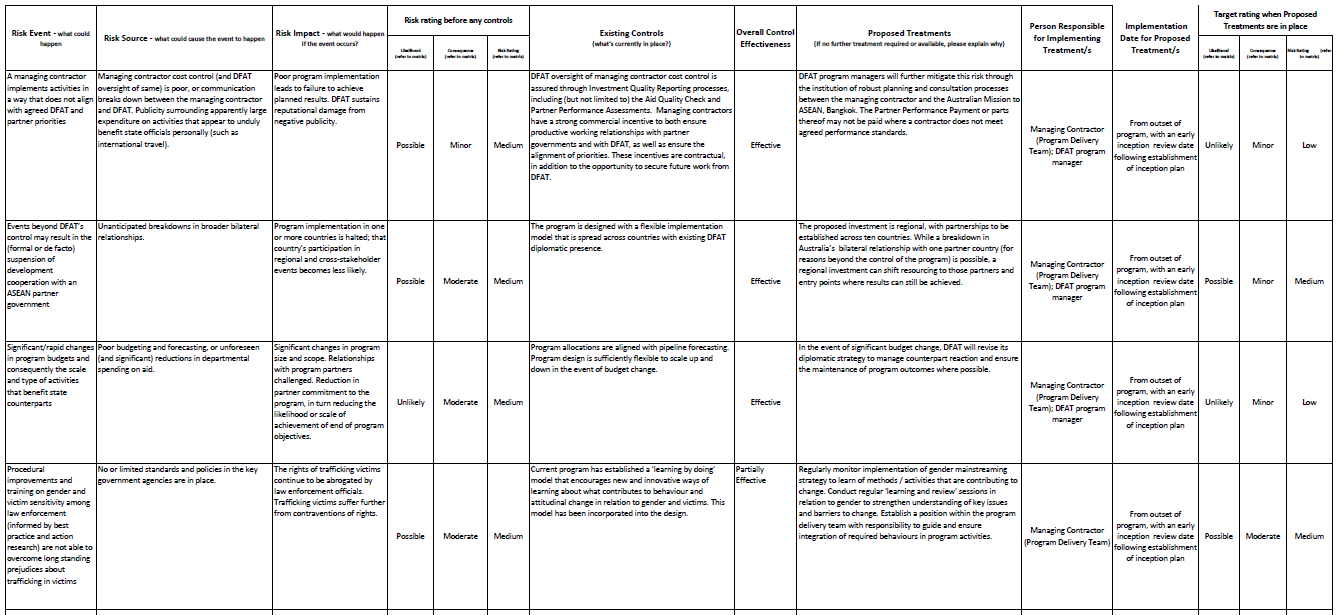 Risk Event - what could
happen
Risk Source - what could cause the event to happen
Risk Impact - what would happen
if the event occurs?
Risk rating before any controls
Likelihood
(refer to matrix)
Consequence
(refer to matrix)
Risk Rating
(refer to matrix)
Existing Controls
(what's currently in place?)
Overall Control
Effectiveness
Proposed Treatments
(If no further treatment required or available, please explain why)
Person Responsible
for Implementing
Treatment/s
Implementation
Date for Proposed
Treatment/s
Target rating when Proposed
Treatments are in place
Likelihood
(refer to matrix)
Consequence
(refer to matrix)
Risk Rating (refer
to matrix)
A managing contractor
implements activities in
a way that does not align
with agreed DFAT and
partner priorities
Managing contractor cost control (and DFAT
oversight of same) is poor, or communication
breaks down between the managing contractor
and DFAT. Publicity surrounding apparently large
expenditure on activities that appear to unduly
benefit state officials personally (such as
international travel).
Poor program implementation
leads to failure to achieve
planned results. DFAT sustains
reputational damage from
negative publicity.
Possible
Minor
Medium
DFAT oversight of managing contractor cost control is
assured through Investment Quality Reporting processes,
including (but not limited to) the Aid Quality Check and
Partner Performance Assessments. Managing contractors
have a strong commercial incentive to both ensure
productive working relationships with partner
governments and with DFAT, as well as ensure the
alignment of priorities. These incentives are contractual,
in addition to the opportunity to secure future work from
DFAT.
Effective
DFAT program managers will further mitigate this risk through
the institution of robust planning and consultation processes
between the managing contractor and the Australian Mission to
ASEAN, Bangkok. The Partner Performance Payment or parts
thereof may not be paid where a contractor does not meet
agreed performance standards.
Managing Contractor
(Program Delivery
Team); DFAT program
manager
From outset of
program, with an early
inception review date
following establishment
of inception plan
Unlikely
Minor
Low
Events beyond DFAT's
control may result in the
(formal or de facto)
suspension of
development
cooperation with an
ASEAN partner
government
Unanticipated breakdowns in broader bilateral
relationships.
Program implementation in one
or more countries is halted; that
country's participation in
regional and cross-stakeholder
events becomes less likely.
Possible
Moderate
Medium
The program is designed with a flexible implementation
model that is spread across countries with existing DFAT
diplomatic presence.
Effective
The proposed investment is regional, with partnerships to be
established across ten countries. While a breakdown in
Australia's bilateral relationship with one partner country (for
reasons beyond the control of the program) is possible, a
regional investment can shift resourcing to those partners and
entry points where results can still be achieved.
Managing Contractor
(Program Delivery
Team); DFAT program
manager
From outset of
program, with an early
inception review date
following establishment
of inception plan
Possible
Minor
Medium
Significant/rapid changes
in program budgets and
consequently the scale
and type of activities
that benefit state
counterparts
Poor budgeting and forecasting, or unforeseen
(and significant) reductions in departmental
spending on aid.
Significant changes in program
size and scope. Relationships
with program partners
challenged. Reduction in
partner commitment to the
program, in turn reducing the
likelihood or scale of
achievement of end of program
objectives.
Unlikely
Moderate
Medium
Program allocations are aligned with pipeline forecasting.
Program design is sufficiently flexible to scale up and
down in the event of budget change.
Effective
In the event of significant budget change, DFAT will revise its
diplomatic strategy to manage counterpart reaction and ensure
the maintenance of program outcomes where possible.
Managing Contractor
(Program Delivery
Team); DFAT program
manager
From outset of
program, with an early
inception review date
following establishment
of inception plan
Unlikely
Minor
Low
Procedural
improvements and
training on gender and
victim sensitivity among
law enforcement
(informed by best
practice and action
research) are not able to
overcome long standing
prejudices about
trafficking in victims
No or limited standards and policies in the key
government agencies are in place.
The rights of trafficking victims
continue to be abrogated by
law enforcement officials.
Trafficking victims suffer further
from contraventions of rights.
Possible
Moderate
Medium
Current program has established a 'learning by doing'
model that encourages new and innovative ways of
learning about what contributes to behaviour and
attitudinal change in relation to gender and victims. This
model has been incorporated into the design.
Partially
Effective
Regularly monitor implementation of gender mainstreaming
strategy to learn of methods / activities that are contributing to
change. Conduct regular 'learning and review' sessions in
relation to gender to strengthen understanding of key issues
and barriers to change. Establish a position within the program
delivery team with responsibility to guide and ensure
integration of required behaviours in program activities.
Managing Contractor
(Program Delivery Team)
From outset of
program, with an early
inception review date
following establishment
of inception plan
Possible
Moderate
Medium